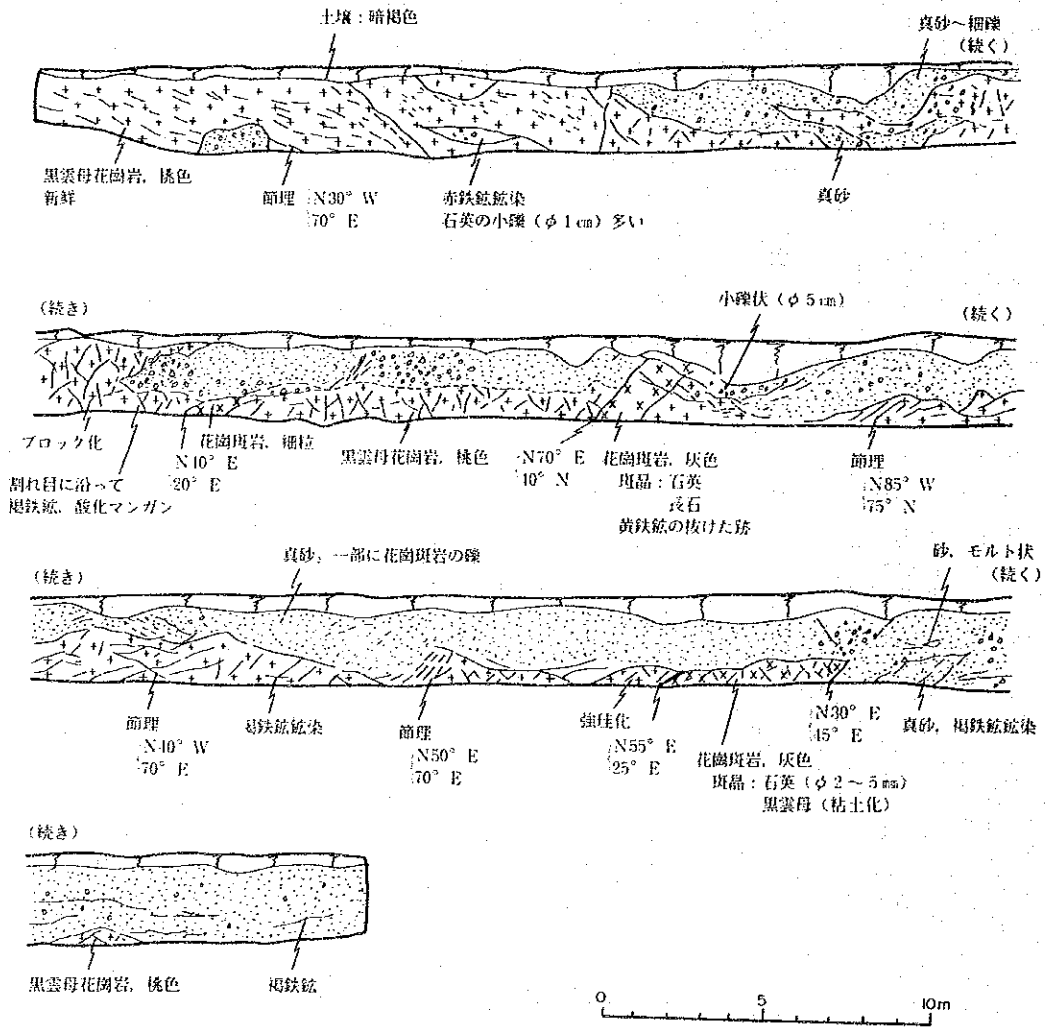 土壌：暗褐色
真砂～細礫
(続く)
黒雲母花崗岩，桃色
新鮮
節理 N30° W
70° E
赤鉄鉱鉱染
石英の小礫 (φ1cm) 多い
真砂
(続き)
小礫状 (φ5cm)
(続く)
ブロック化
割れ目に沿って
褐鉄鉱，酸化マンガン
花崗斑岩，細粒
N40° E
20° E
黒雲母花崗岩，桃色
N70° E
40° N
花崗斑岩，灰色
斑晶：石英
長石
黄鉄鉱の抜けた跡
節理
N85° W
75° N
(続き)
真砂，一部に花崗斑岩の礫
砂，モルト状
(続く)
節理
N40° W
70° E
褐鉄鉱鉱染
節理
N50° E
70° E
強珪化
N55° E
25° E
花崗斑岩，灰色
斑晶：石英 (φ2～5mm)
黒雲母 (粘土化)
N30° E
45° E
真砂，褐鉄鉱鉱染
(続き)
黒雲母花崗岩，桃色
褐鉄鉱
0 5 10m